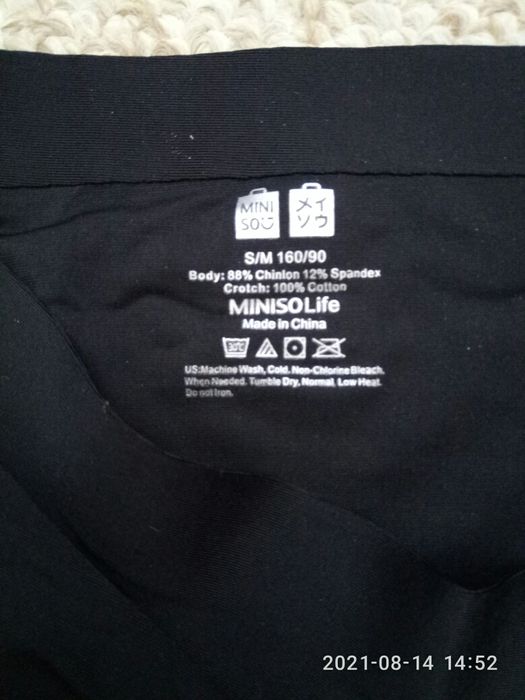 MINI
SO
メイ
ソウ
S/M 160/90
Body: 88% Chinlon 12% Spandex
Crotch: 100% Cotton
MINISOLife
Made in China
30℃
US:Machine Wash, Cold. Non-Chlorine Bleach.
When Needed. Tumble Dry, Normal, Low Heat.
Do not Iron.
2021-08-14 14:52